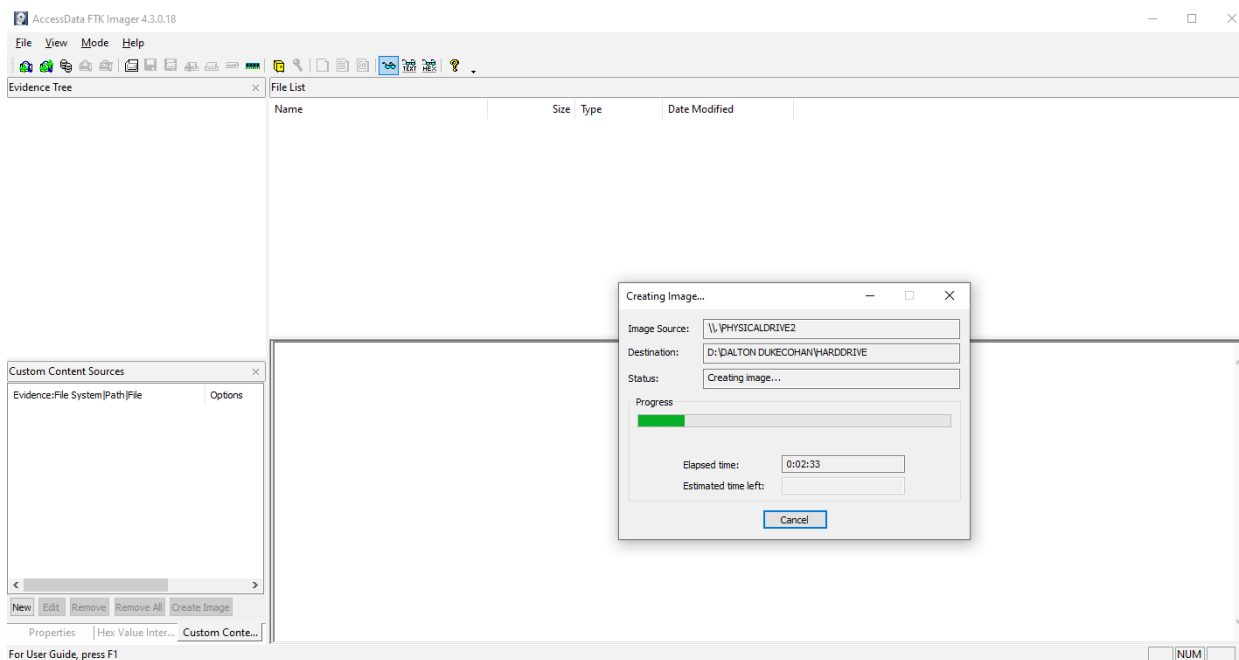 AccessData FTK Imager 4.3.0.18
File View Mode Help
TEXT HEX
Evidence Tree
File List
Name Size Type Date Modified
Creating Image...
Image Source: \\.\PHYSICALDRIVE2
Destination: D:\DALTON DUKECOHAN\HARDDRIVE
Status: Creating image...
Progress
Elapsed time: 0:02:33
Estimated time left:
Cancel
Custom Content Sources
Evidence:File System|Path|File Options
New Edit Remove Remove All Create Image
Properties Hex Value Inter... Custom Conte...
For User Guide, press F1
NUM